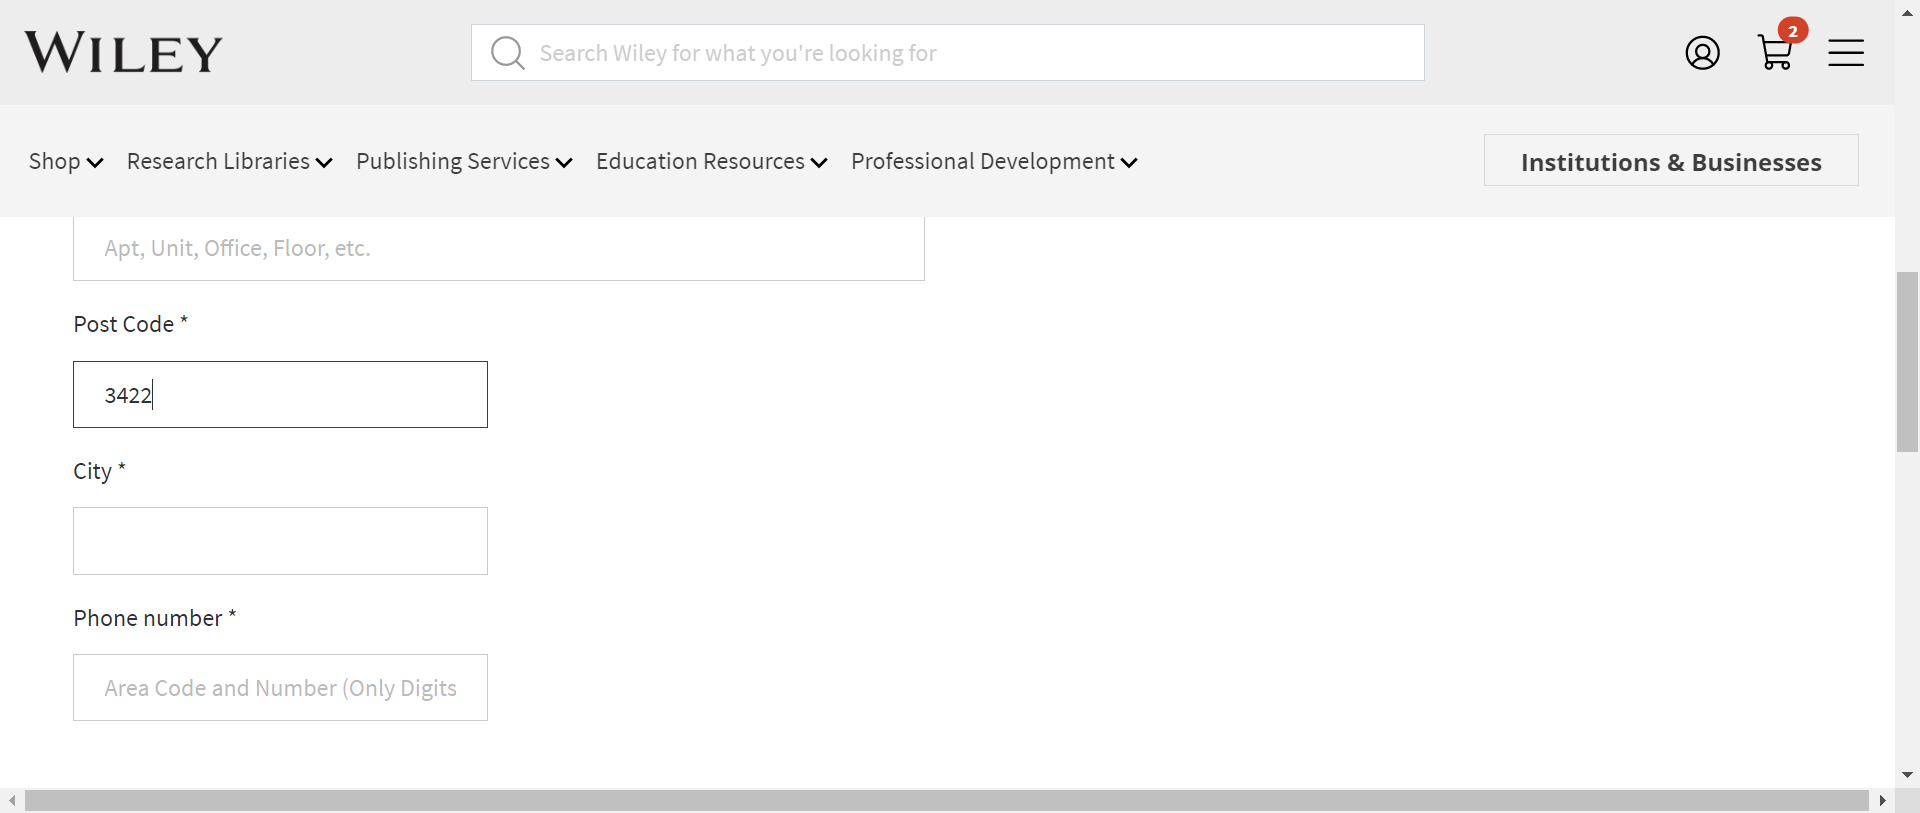 WILEY
Search Wiley for what you're looking for
2
Shop Research Libraries Publishing Services Education Resources Professional Development
Institutions & Businesses
Apt, Unit, Office, Floor, etc.
Post Code *
3422
City *
Phone number *
Area Code and Number (Only Digits